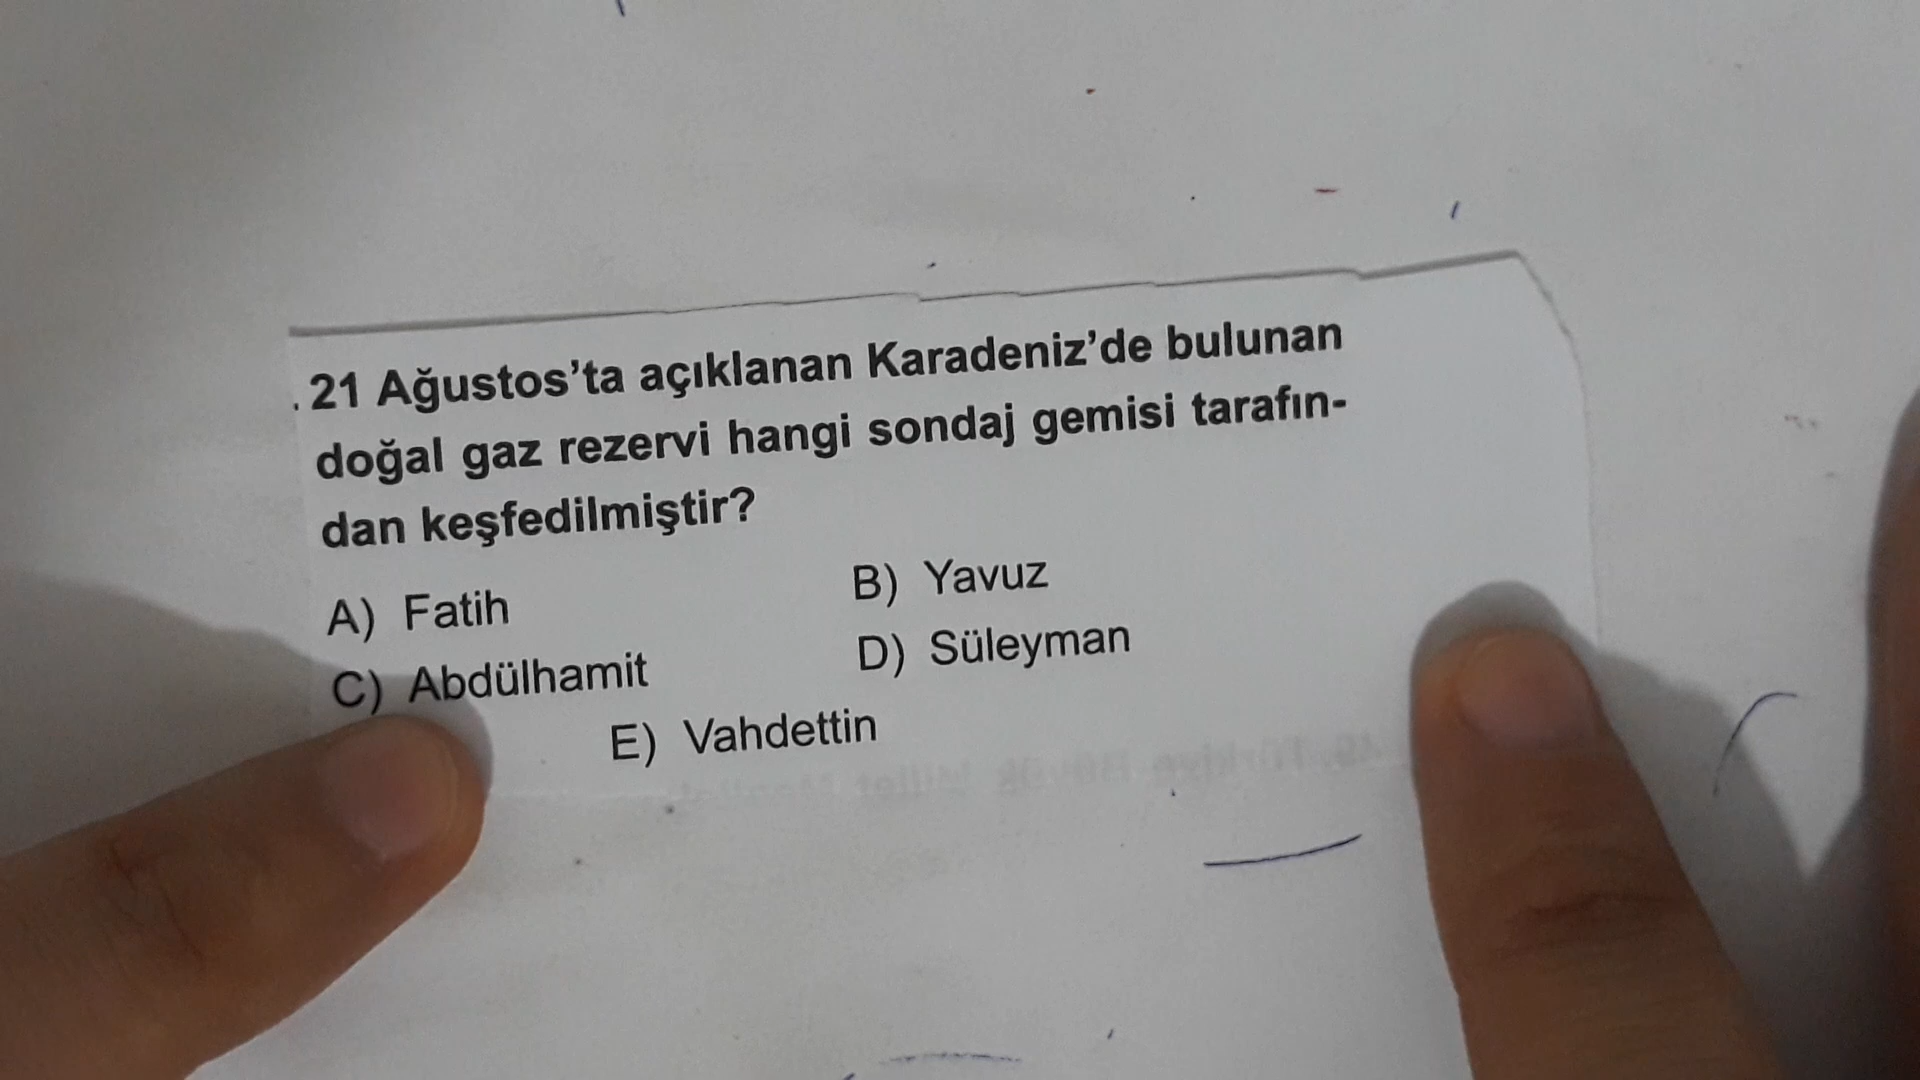 . 21 Ağustos'ta açıklanan Karadeniz'de bulunan
doğal gaz rezervi hangi sondaj gemisi tarafın-
dan keşfedilmiştir?
A) Fatih B) Yavuz
C) Abdülhamit D) Süleyman
E) Vahdettin